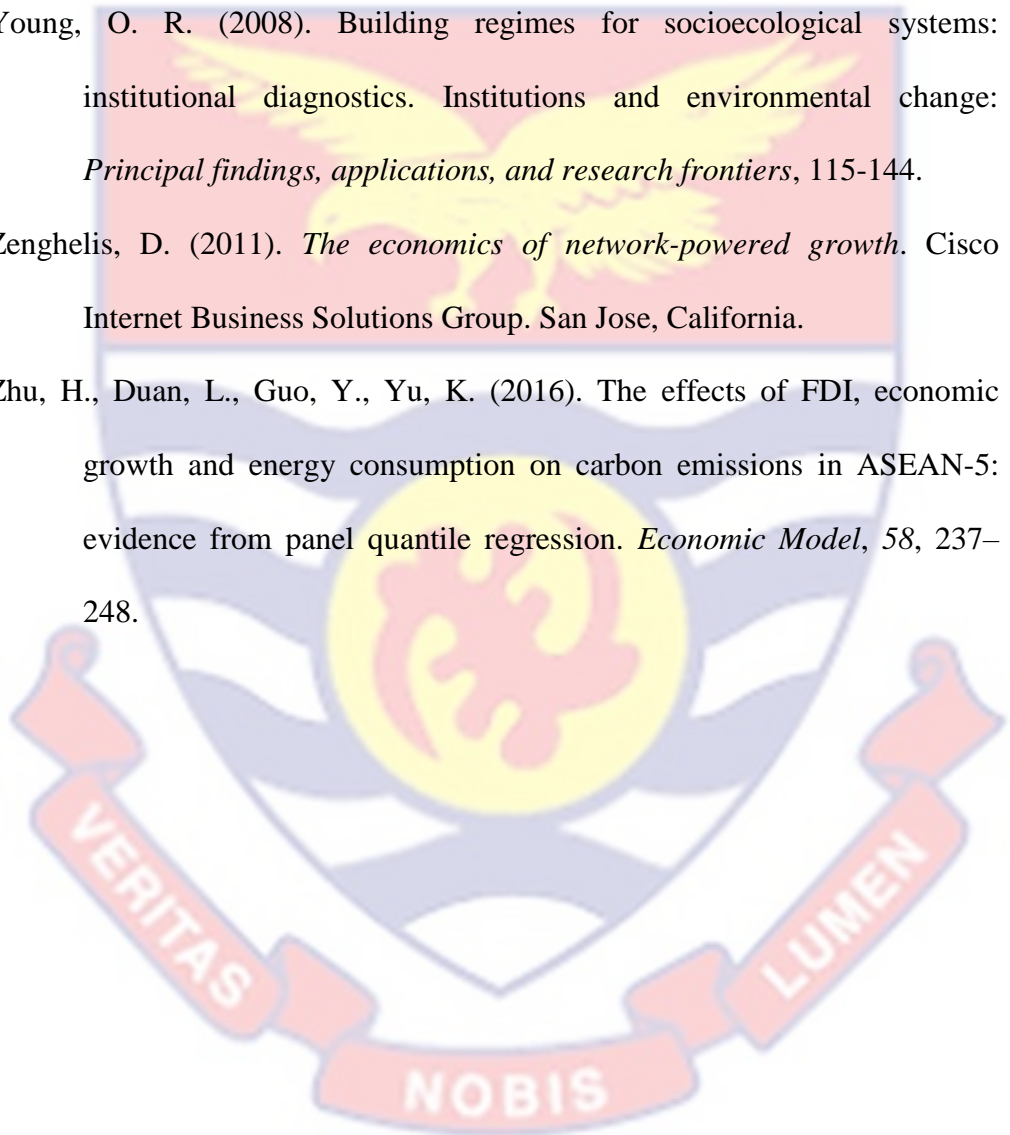 Young, O. R. (2008). Building regimes for socioecological systems:
institutional diagnostics. Institutions and environmental change:
Principal findings, applications, and research frontiers, 115-144.
Zenghelis, D. (2011). The economics of network-powered growth. Cisco
Internet Business Solutions Group. San Jose, California.
Zhu, H., Duan, L., Guo, Y., Yu, K. (2016). The effects of FDI, economic
growth and energy consumption on carbon emissions in ASEAN-5:
evidence from panel quantile regression. Economic Model, 58, 237–
248.
VERITAS
NOBIS
LUMEN